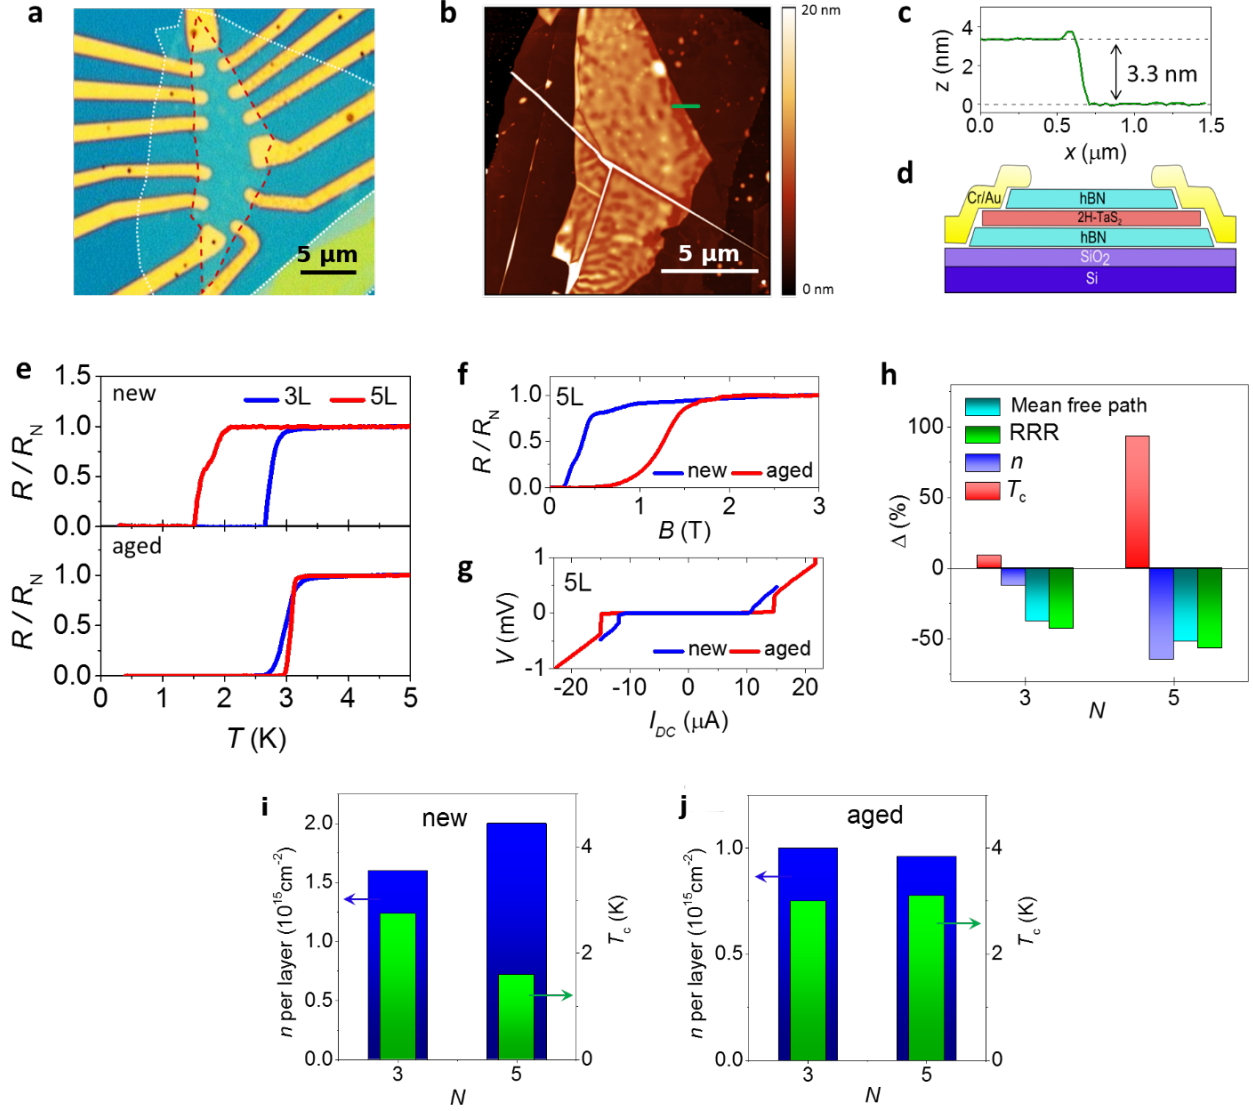 a
5 μm
b
20 nm
0 nm
5 μm
c
z (nm)
4
2
0
3.3 nm
0.0 0.5 1.0 1.5
x (μm)
d
Cr/Au
hBN
2H-TaS2
hBN
SiO2
Si
e
new
3L 5L
R / RN
1.5
1.0
0.5
0.0
aged
R / RN
1.0
0.5
0.0
0 1 2 3 4 5
T (K)
f
5L
R / RN
1.0
0.5
0.0
new aged
0 1 2 3
B (T)
g
5L
V (mV)
1
0
-1
new aged
-20 -10 0 10 20
IDC (μA)
h
Mean free path
RRR
n
Tc
Δ (%)
100
50
0
-50
3 5
N
i
new
n per layer (10¹⁵cm⁻²)
2.0
1.5
1.0
0.5
0.0
4
2
0
Tc (K)
3 5
N
j
aged
n per layer (10¹⁵cm⁻²)
1.0
0.5
0.0
4
2
0
Tc (K)
3 5
N